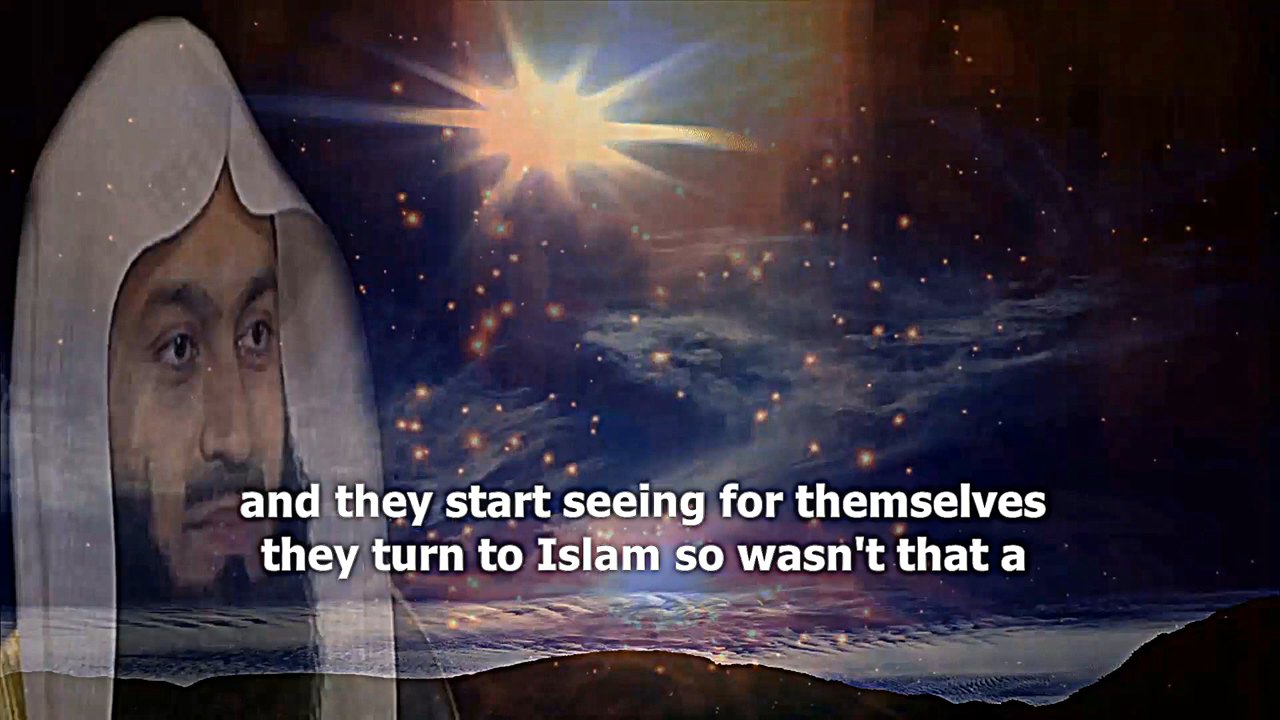 and they start seeing for themselves
they turn to Islam so wasn't that a